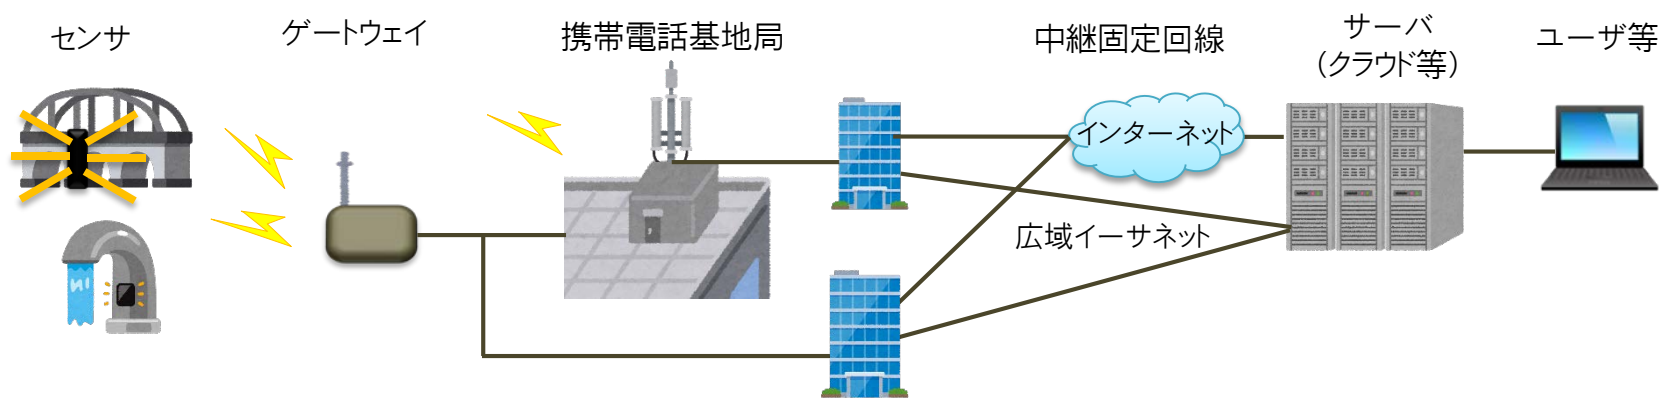 センサ
ゲートウェイ
携帯電話基地局
中継固定回線
サーバ
（クラウド等）
ユーザ等
インターネット
広域イーサネット